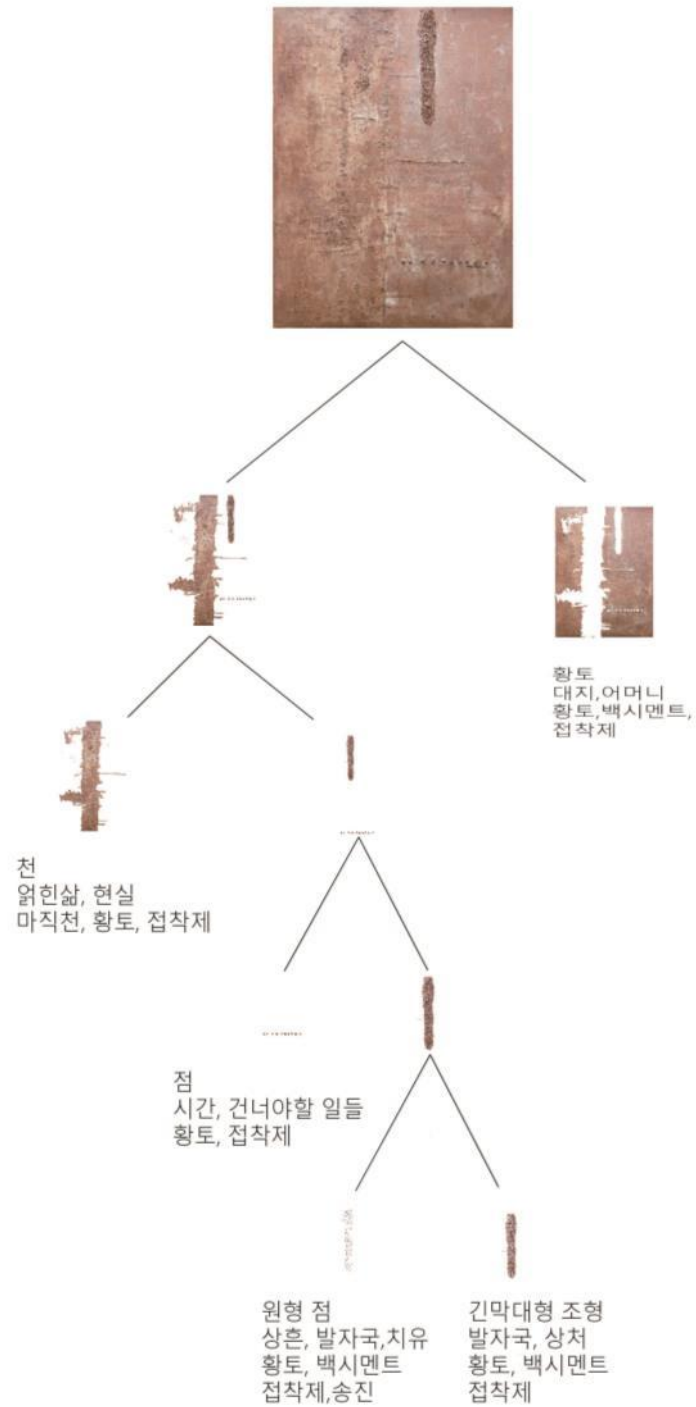 황토
대지,어머니
황토,백시멘트,
접착제
천
얽힌삶, 현실
마직천, 황토, 접착제
점
시간, 건너야할 일들
황토, 접착제
원형 점
상흔, 발자국,치유
황토, 백시멘트
접착제,송진
긴막대형 조형
발자국, 상처
황토, 백시멘트
접착제